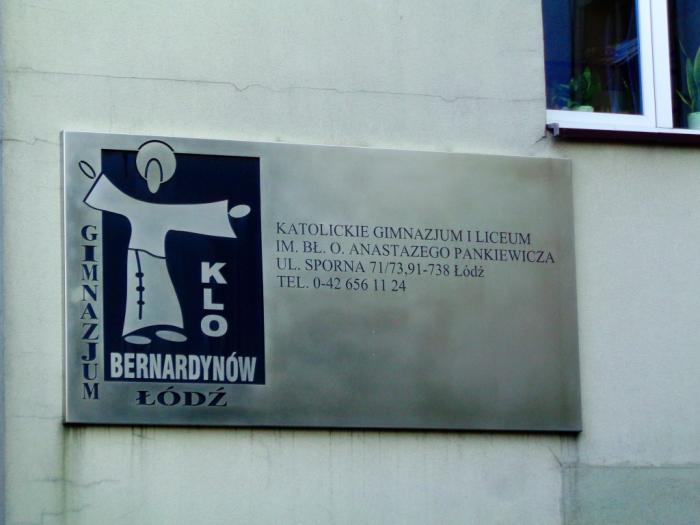 GIMNAZJUM
KLO
BERNARDYNÓW
ŁÓDŹ
KATOLICKIE GIMNAZJUM I LICEUM
IM. BŁ. O. ANASTAZEGO PANKIEWICZA
UL. SPORNA 71/73,91-738 Łódź
TEL. 0-42 656 11 24